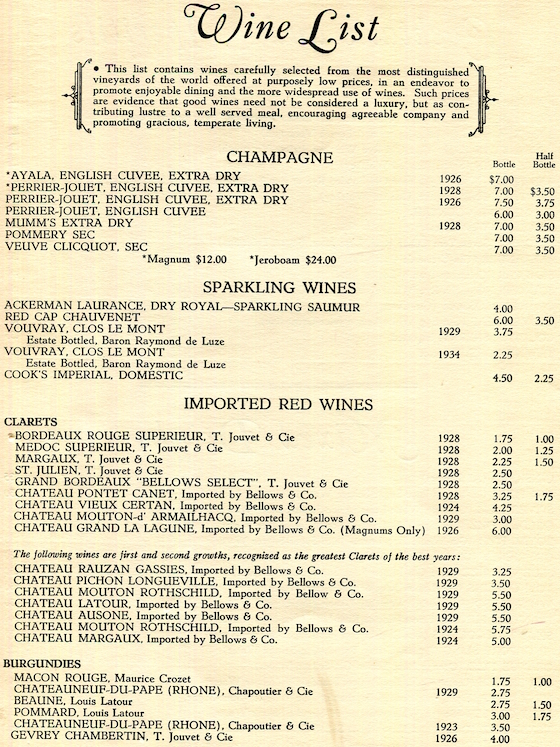 Wine List
• This list contains wines carefully selected from the most distinguished
vineyards of the world offered at purposely low prices, in an endeavor to
promote enjoyable dining and the more widespread use of wines. Such prices
are evidence that good wines need not be considered a luxury, but as con-
tributing lustre to a well served meal, encouraging agreeable company and
promoting gracious, temperate living.
CHAMPAGNE
Bottle Half Bottle
*AYALA, ENGLISH CUVEE, EXTRA DRY 1926 $7.00
*PERRIER-JOUET, ENGLISH CUVEE, EXTRA DRY 1928 7.00 $3.50
PERRIER-JOUET, ENGLISH CUVEE, EXTRA DRY 1926 7.50 3.75
PERRIER-JOUET, ENGLISH CUVEE 6.00 3.00
MUMM'S EXTRA DRY 1928 7.00 3.50
POMMERY SEC 7.00 3.50
VEUVE CLICQUOT, SEC 7.00 3.50
*Magnum $12.00 *Jeroboam $24.00
SPARKLING WINES
ACKERMAN LAURANCE, DRY ROYAL—SPARKLING SAUMUR 4.00
RED CAP CHAUVENET 6.00 3.50
VOUVRAY, CLOS LE MONT 1929 3.75
Estate Bottled, Baron Raymond de Luze
VOUVRAY, CLOS LE MONT 1934 2.25
Estate Bottled, Baron Raymond de Luze
COOK'S IMPERIAL, DOMESTIC 4.50 2.25
IMPORTED RED WINES
CLARETS
BORDEAUX ROUGE SUPERIEUR, T. Jouvet & Cie 1928 1.75 1.00
MEDOC SUPERIEUR, T. Jouvet & Cie 1928 2.00 1.25
MARGAUX, T. Jouvet & Cie 1928 2.25 1.50
ST. JULIEN, T. Jouvet & Cie 1928 2.50
GRAND BORDEAUX "BELLOWS SELECT", T. Jouvet & Cie 1928 2.50
CHATEAU PONTET CANET, Imported by Bellows & Co. 1928 3.25 1.75
CHATEAU VIEUX CERTAN, Imported by Bellows & Co. 1924 4.25
CHATEAU MOUTON-d' ARMAILHACQ, Imported by Bellows & Co. 1929 3.00
CHATEAU GRAND LA LAGUNE, Imported by Bellows & Co. (Magnums Only) 1926 6.00
The following wines are first and second growths, recognized as the greatest Clarets of the best years:
CHATEAU RAUZAN GASSIES, Imported by Bellows & Co. 1929 3.25
CHATEAU PICHON LONGUEVILLE, Imported by Bellows & Co. 1929 3.50
CHATEAU MOUTON ROTHSCHILD, Imported by Bellow & Co. 1929 5.50
CHATEAU LATOUR, Imported by Bellows & Co. 1929 5.50
CHATEAU AUSONE, Imported by Bellows & Co. 1929 5.50
CHATEAU MOUTON ROTHSCHILD, Imported by Bellows & Co. 1924 5.75
CHATEAU MARGAUX, Imported by Bellows & Co. 1924 5.00
BURGUNDIES
MACON ROUGE, Maurice Crozet 1.75 1.00
CHATEAUNEUF-DU-PAPE (RHONE), Chapoutier & Cie 1929 2.75
BEAUNE, Louis Latour 2.75 1.50
POMMARD, Louis Latour 3.00 1.75
CHATEAUNEUF-DU-PAPE (RHONE), Chapoutier & Cie 1923 3.50
GEVREY CHAMBERTIN, T. Jouvet & Cie 1926 4.00